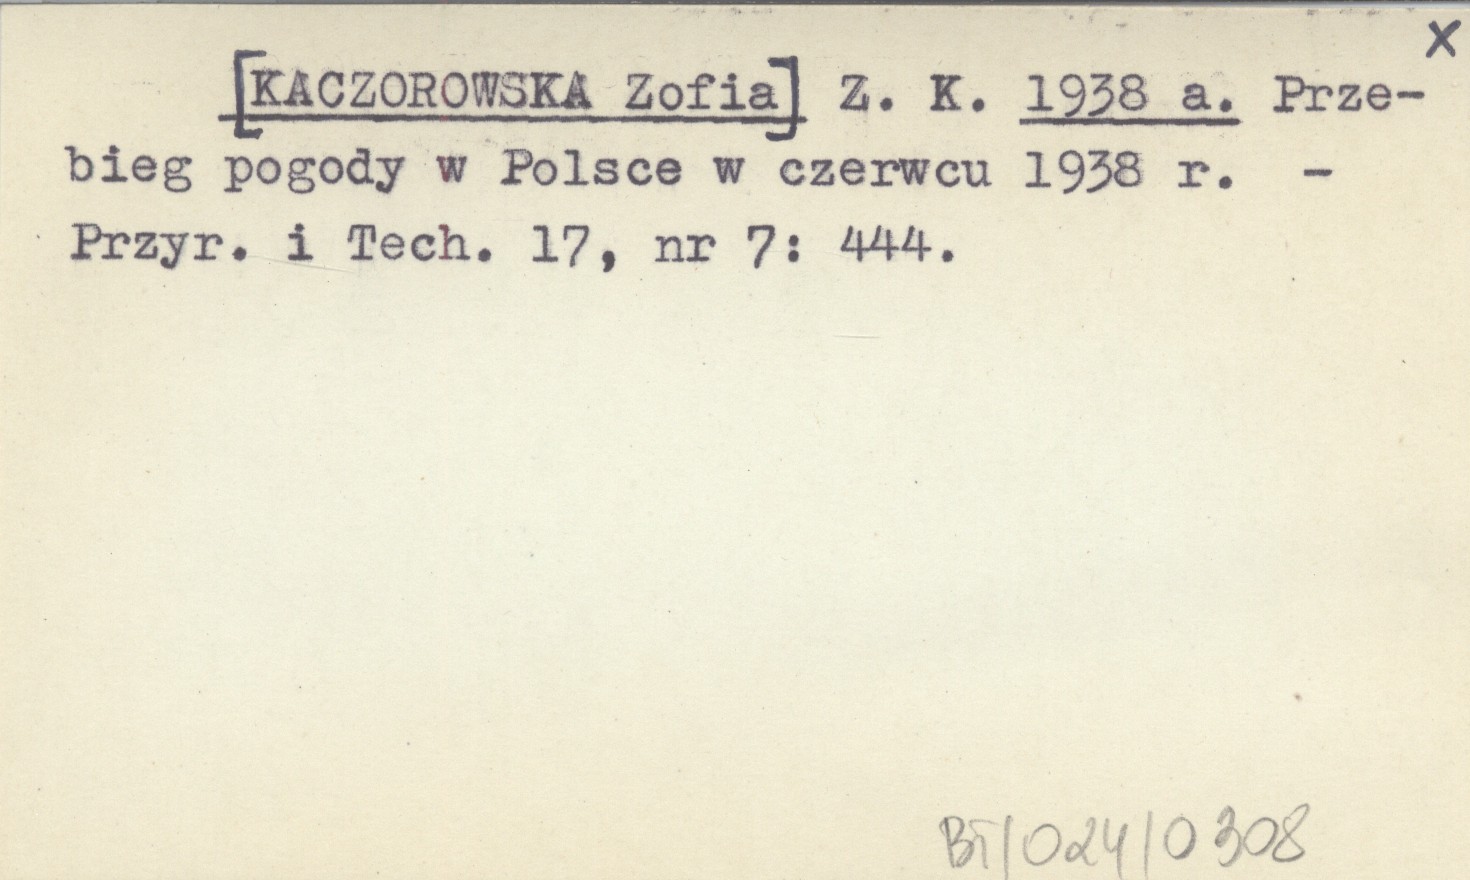 X
[KACZOROWSKA Zofia] Z. K. 1938 a. Prze-
bieg pogody w Polsce w czerwcu 1938 r. -
Przyr. i Tech. 17, nr 7: 444.
BT/024/0308